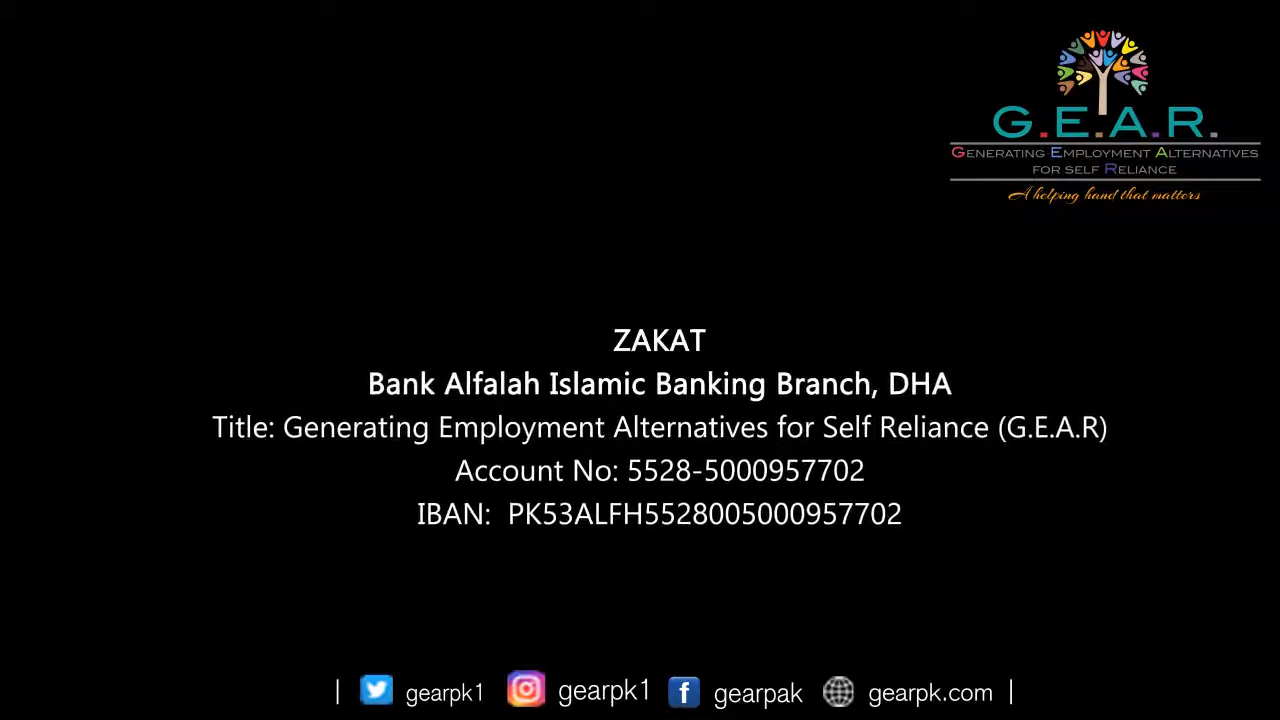 G.E.A.R.
GENERATING EMPLOYMENT ALTERNATIVES
FOR SELF RELIANCE
A helping hand that matters
ZAKAT
Bank Alfalah Islamic Banking Branch, DHA
Title: Generating Employment Alternatives for Self Reliance (G.E.A.R)
Account No: 5528-5000957702
IBAN: PK53ALFH5528005000957702
| gearpk1 gearpk1 gearpak gearpk.com |